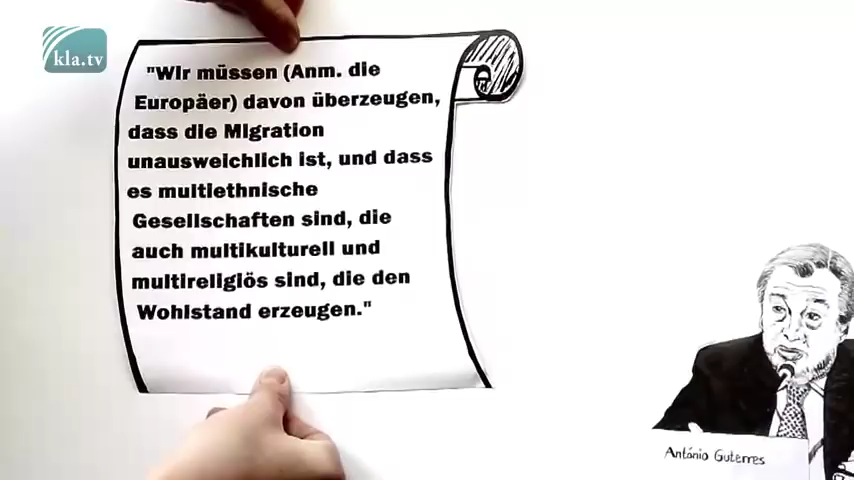 kla.tv
"Wir müssen (Anm. die
Europäer) davon überzeugen,
dass die Migration
unausweichlich ist, und dass
es multiethnische
Gesellschaften sind, die
auch multikulturell und
multireligiös sind, die den
Wohlstand erzeugen."
António Guterres